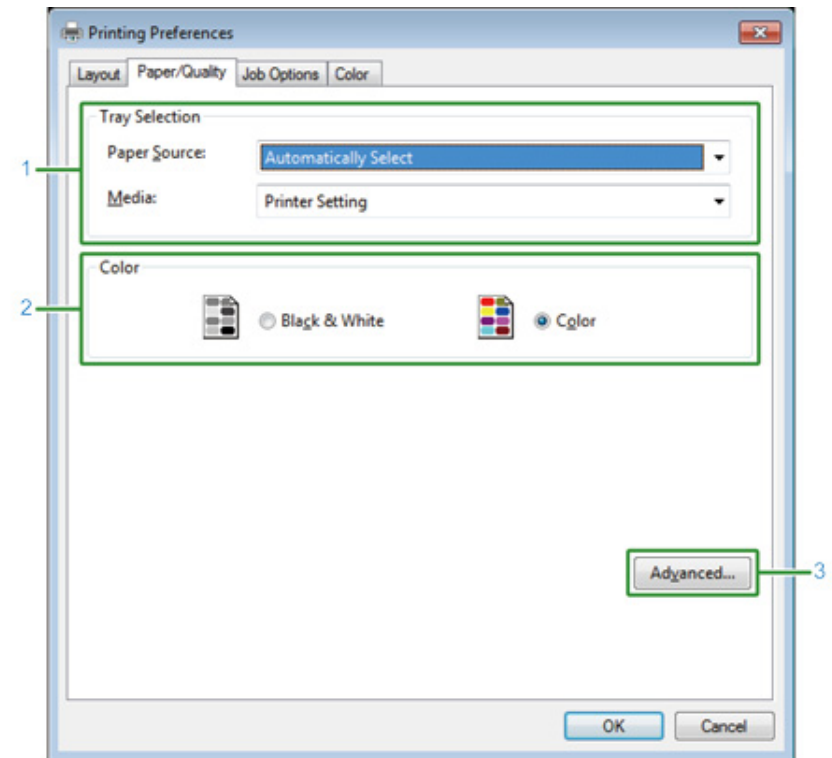 Printing Preferences
Layout Paper/Quality Job Options Color
Tray Selection
1
Paper Source: Automatically Select
Media: Printer Setting
Color
2
Black & White Color
Advanced... 3
OK Cancel